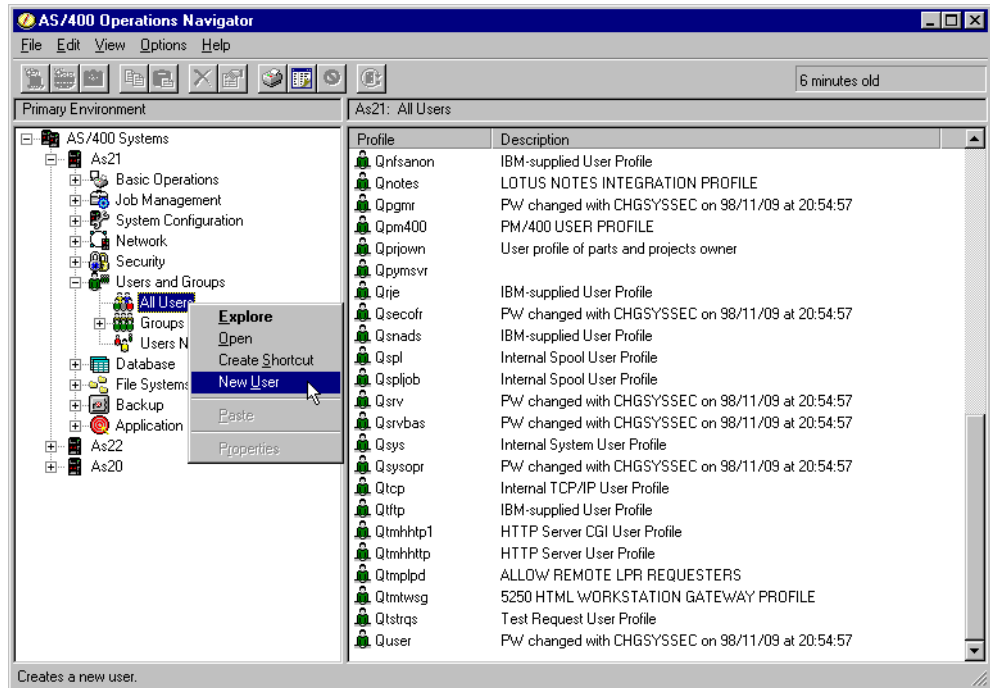 AS/400 Operations Navigator
File Edit View Options Help
6 minutes old
Primary Environment
As21: All Users
AS/400 Systems
As21
Basic Operations
Job Management
System Configuration
Network
Security
Users and Groups
All Users
Groups
Users N
Database
File Systems
Backup
Application
As22
As20
Explore
Open
Create Shortcut
New User
Paste
Properties
Profile Description
Qnfsanon IBM-supplied User Profile
Qnotes LOTUS NOTES INTEGRATION PROFILE
Qpgmr PW changed with CHGSYSSEC on 98/11/09 at 20:54:57
Qpm400 PM/400 USER PROFILE
Qprjown User profile of parts and projects owner
Qpymsvr
Qrje IBM-supplied User Profile
Qsecofr PW changed with CHGSYSSEC on 98/11/09 at 20:54:57
Qsnads IBM-supplied User Profile
Qspl Internal Spool User Profile
Qspljob Internal Spool User Profile
Qsrv PW changed with CHGSYSSEC on 98/11/09 at 20:54:57
Qsrvbas PW changed with CHGSYSSEC on 98/11/09 at 20:54:57
Qsys Internal System User Profile
Qsysopr PW changed with CHGSYSSEC on 98/11/09 at 20:54:57
Qtcp Internal TCP/IP User Profile
Qtftp IBM-supplied User Profile
Qtmhhtp1 HTTP Server CGI User Profile
Qtmhhttp HTTP Server User Profile
Qtmplpd ALLOW REMOTE LPR REQUESTERS
Qtmtwsg 5250 HTML WORKSTATION GATEWAY PROFILE
Qtstrqs Test Request User Profile
Quser PW changed with CHGSYSSEC on 98/11/09 at 20:54:57
Creates a new user.